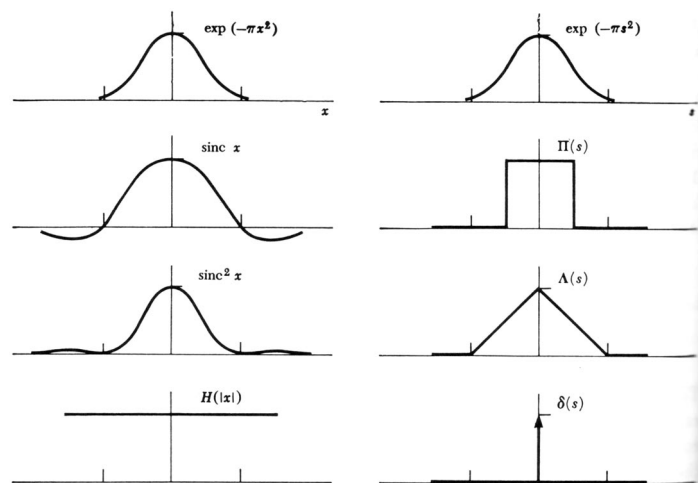 exp (−πx²)
exp (−πs²)
x
s
sinc x
Π(s)
sinc² x
Λ(s)
H(|x|)
δ(s)